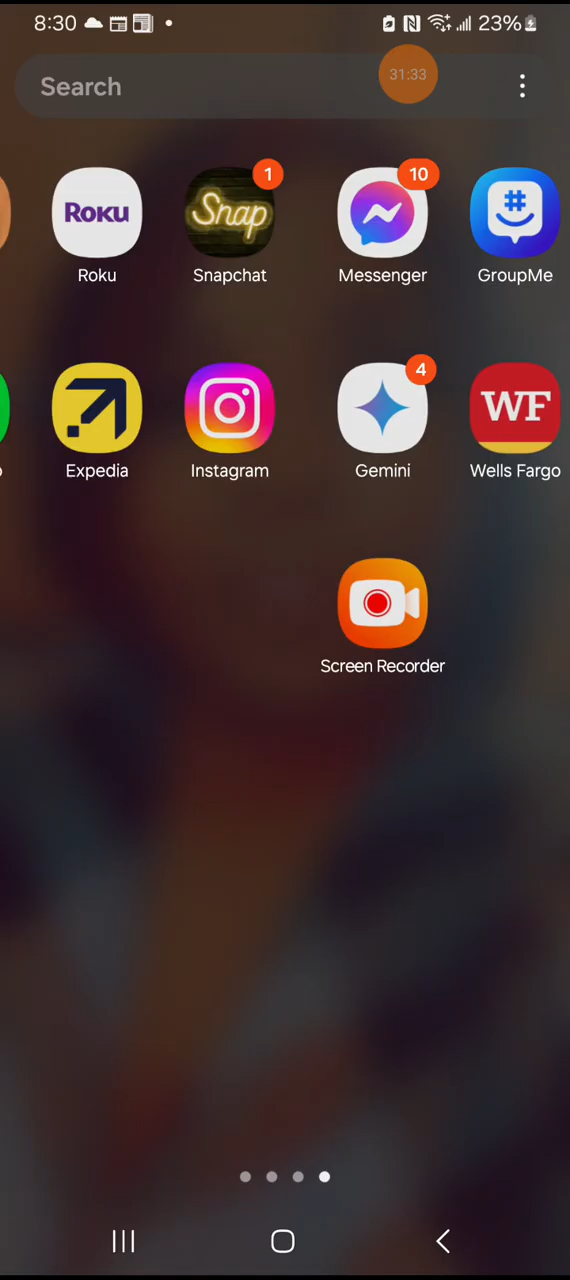 8:30
23%
31:33
Search
1
10
ROKU
Snap
#
Roku
Snapchat
Messenger
GroupMe
4
WF
Expedia
Instagram
Gemini
Wells Fargo
Screen Recorder